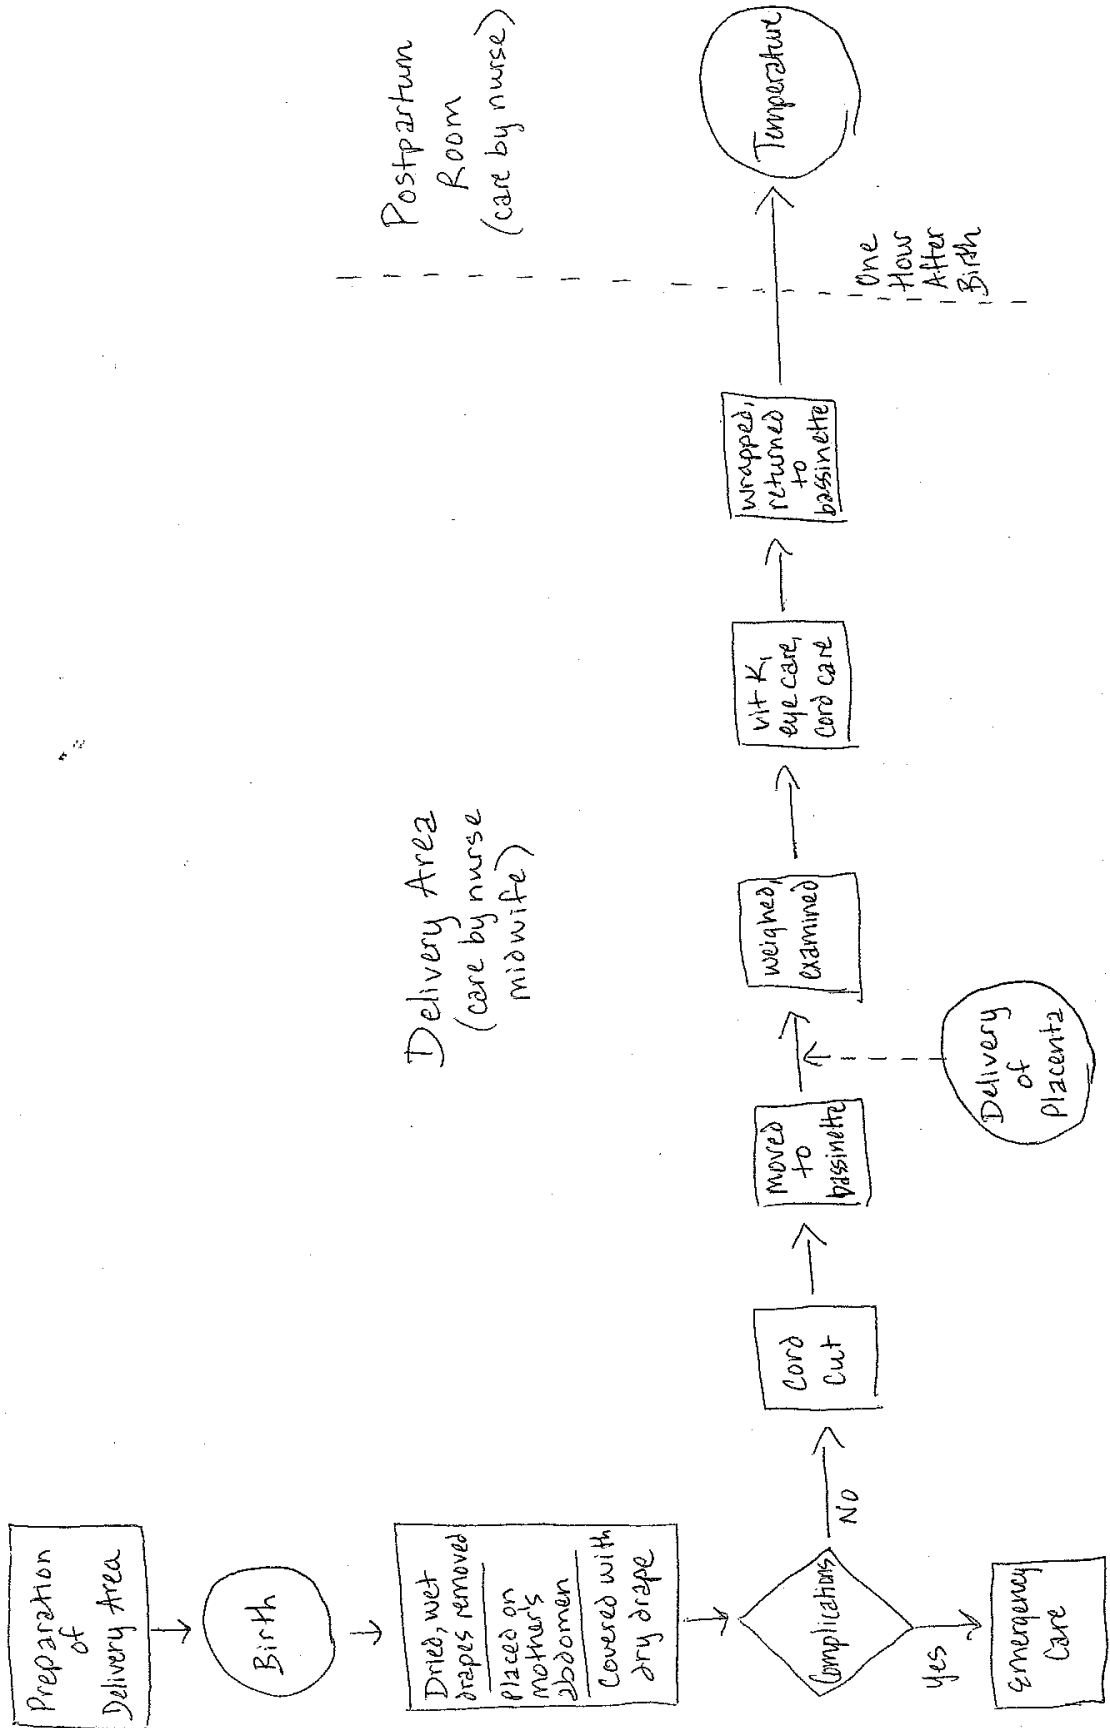 Preparation
of
Delivery Area
Birth
Dried, wet
drapes removed
Placed on
mother's
abdomen
Covered with
dry drape
Complications
Yes
No
Emergency
Care
Cord
Cut
Moved
to
bassinette
Delivery
of
Placenta
weighed,
examined
vit K,
eye care,
cord care
wrapped,
returned
to
bassinette
Delivery Area
(care by nurse
midwife)
One
Hour
After
Birth
Postpartum
Room
(care by nurse)
Temperature